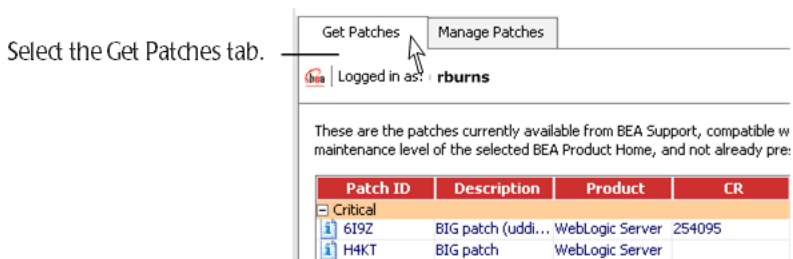 Get Patches Manage Patches
Select the Get Patches tab.
bea Logged in as: rburns
These are the patches currently available from BEA Support, compatible w
maintenance level of the selected BEA Product Home, and not already pre
Patch ID Description Product CR
Critical
6I9Z BIG patch (uddi... WebLogic Server 254095
H4KT BIG patch WebLogic Server